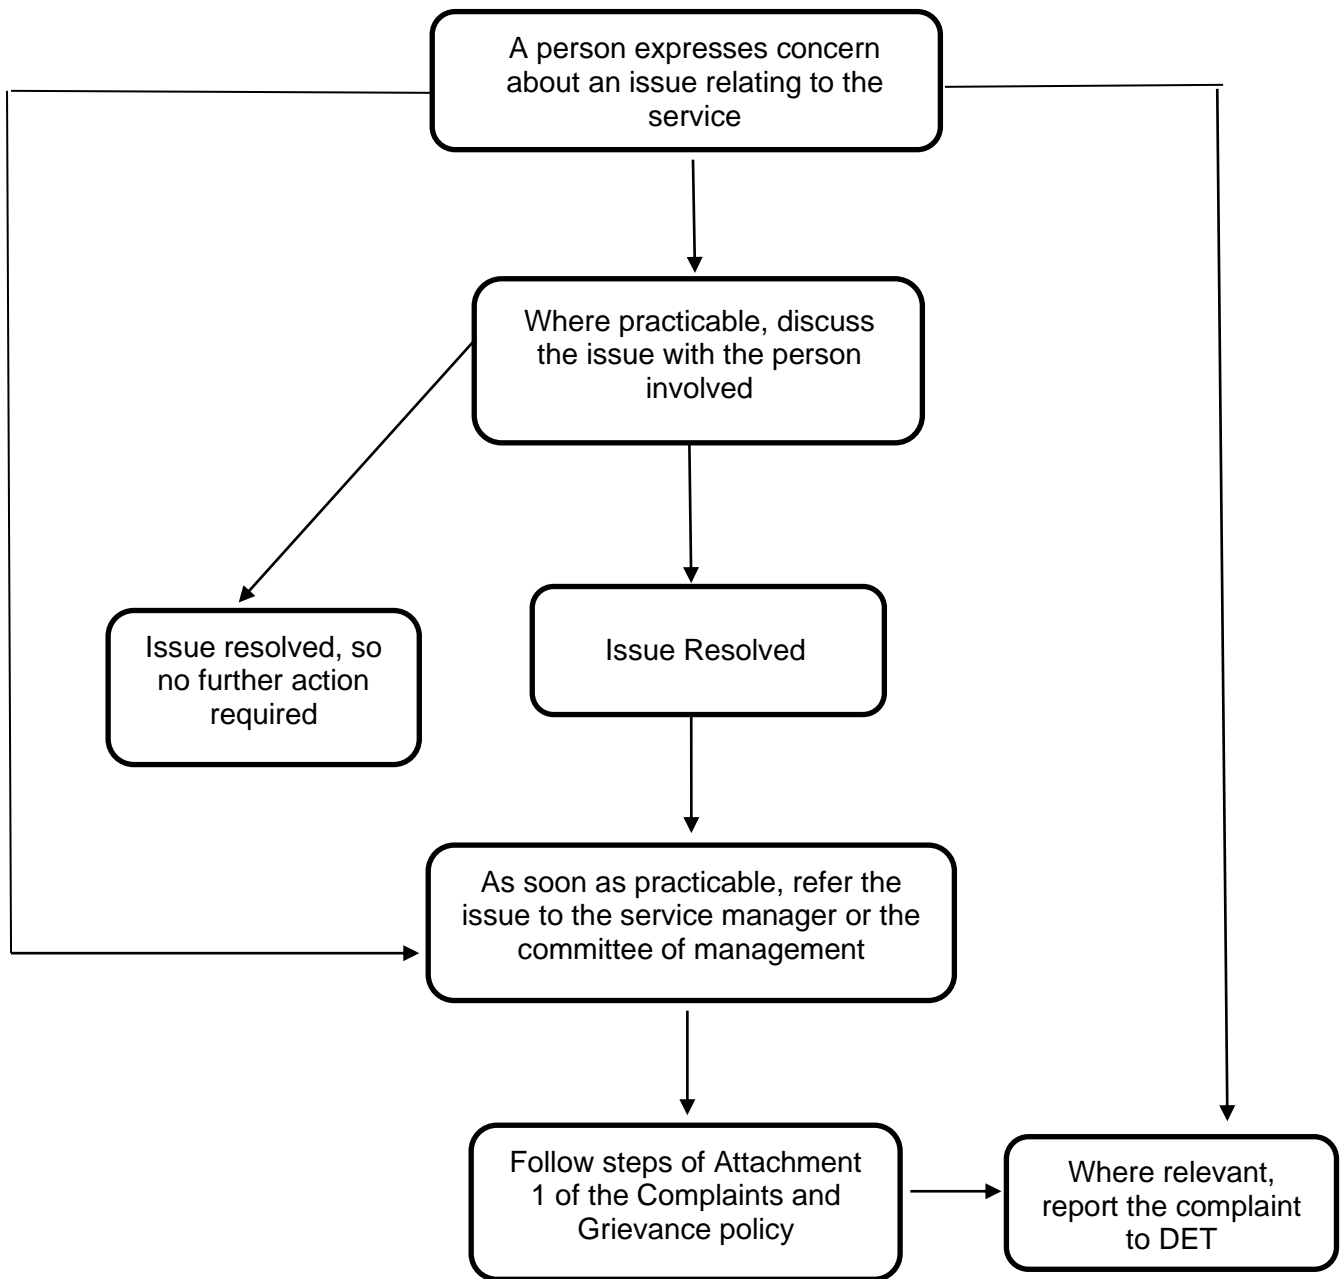 A person expresses concern
about an issue relating to the
service
Where practicable, discuss
the issue with the person
involved
Issue resolved, so
no further action
required
Issue Resolved
As soon as practicable, refer the
issue to the service manager or the
committee of management
Follow steps of Attachment
1 of the Complaints and
Grievance policy
Where relevant,
report the complaint
to DET